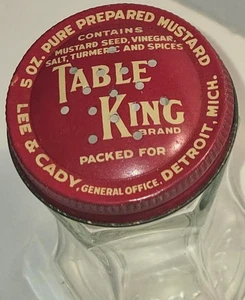 5 OZ. PURE PREPARED MUSTARD
CONTAINS
MUSTARD SEED, VINEGAR,
SALT, TURMERIC AND SPICES
TABLE
KING
BRAND
PACKED FOR
LEE & CADY, GENERAL OFFICE, DETROIT, MICH.